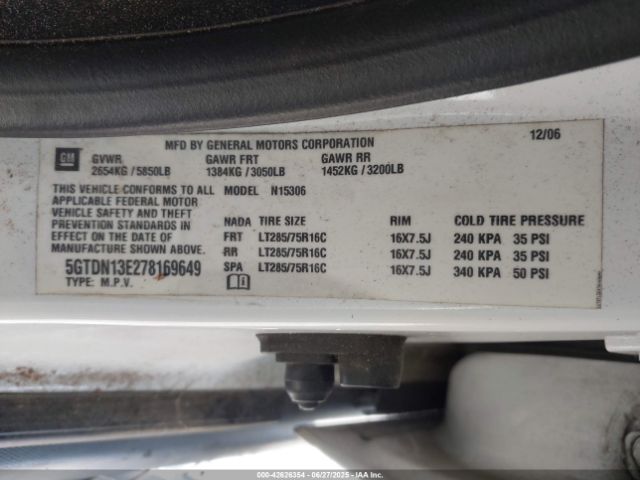 MFD BY GENERAL MOTORS CORPORATION 12/06
GM
GVWR GAWR FRT GAWR RR
2654KG / 5850LB 1384KG / 3050LB 1452KG / 3200LB
THIS VEHICLE CONFORMS TO ALL MODEL N15306
APPLICABLE FEDERAL MOTOR
VEHICLE SAFETY AND THEFT
PREVENTION STANDARDS IN
EFFECT ON THE DATE OF
MANUFACTURE SHOWN ABOVE.
NADA TIRE SIZE RIM COLD TIRE PRESSURE
FRT LT285/75R16C 16X7.5J 240 KPA 35 PSI
RR LT285/75R16C 16X7.5J 240 KPA 35 PSI
SPA LT285/75R16C 16X7.5J 340 KPA 50 PSI
5GTDN13E278169649
TYPE: M.P.V.
000-42626354 | 06/27/2025 | IAA Inc.